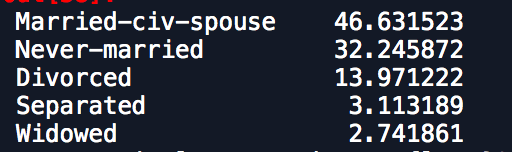 Married-civ-spouse 46.631523
Never-married 32.245872
Divorced 13.971222
Separated 3.113189
Widowed 2.741861